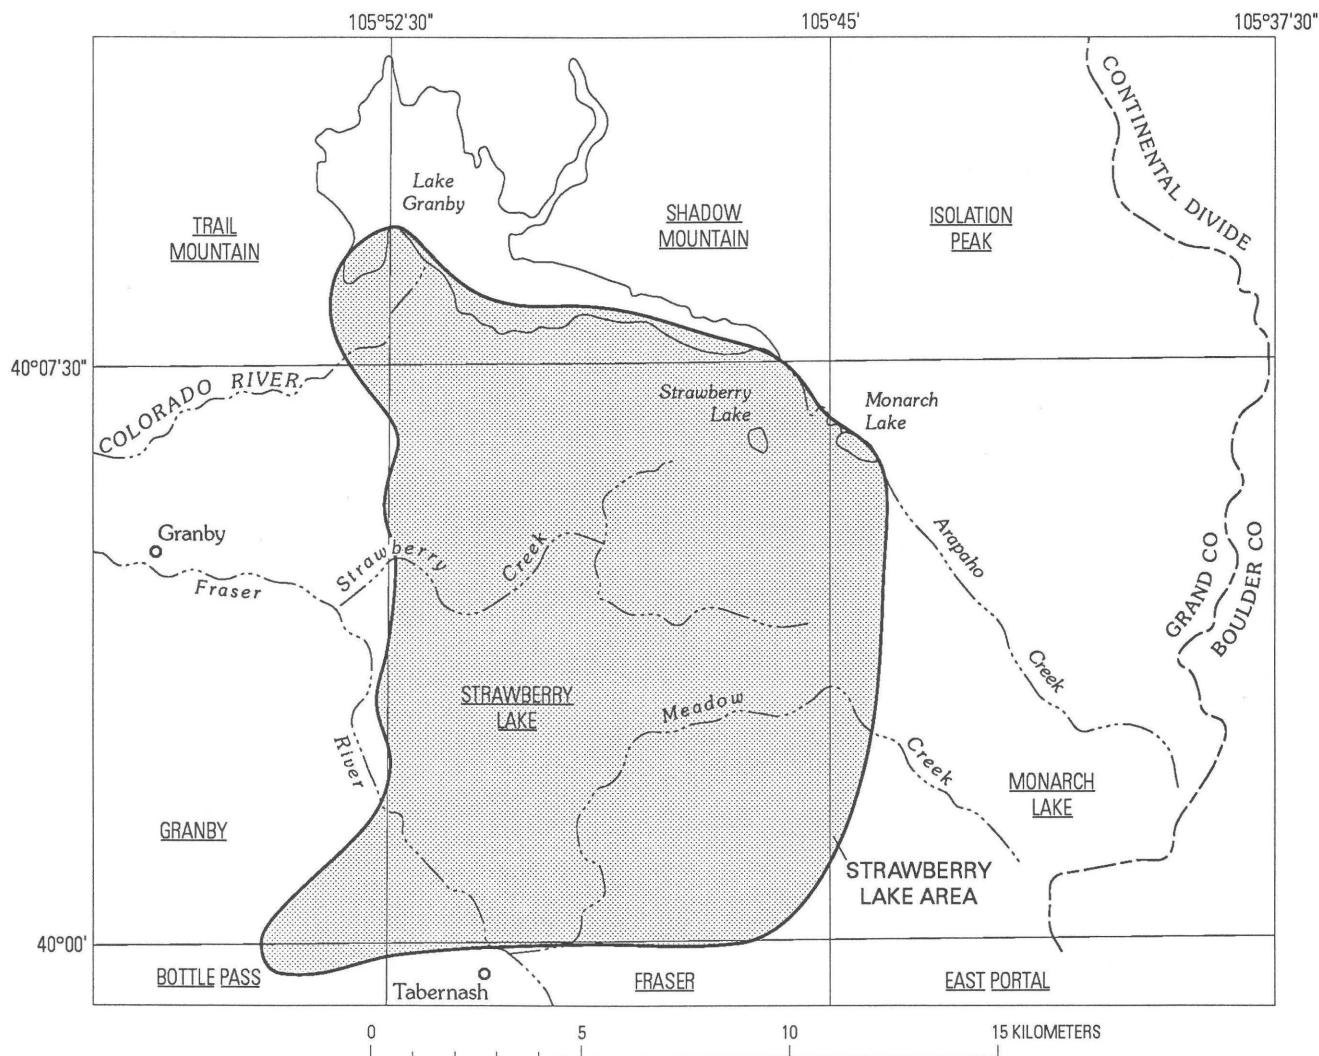 105°52'30"
105°45'
105°37'30"
CONTINENTAL DIVIDE
Lake
Granby
TRAIL
MOUNTAIN
SHADOW
MOUNTAIN
ISOLATION
PEAK
40°07'30"
COLORADO RIVER
Strawberry
Lake
Monarch
Lake
Granby
Fraser
Strawberry
Creek
Arapaho
Creek
GRAND CO
BOULDER CO
STRAWBERRY
LAKE
Meadow
Creek
River
MONARCH
LAKE
GRANBY
STRAWBERRY
LAKE AREA
40°00'
BOTTLE PASS
Tabernash
FRASER
EAST PORTAL
0 5 10 15 KILOMETERS